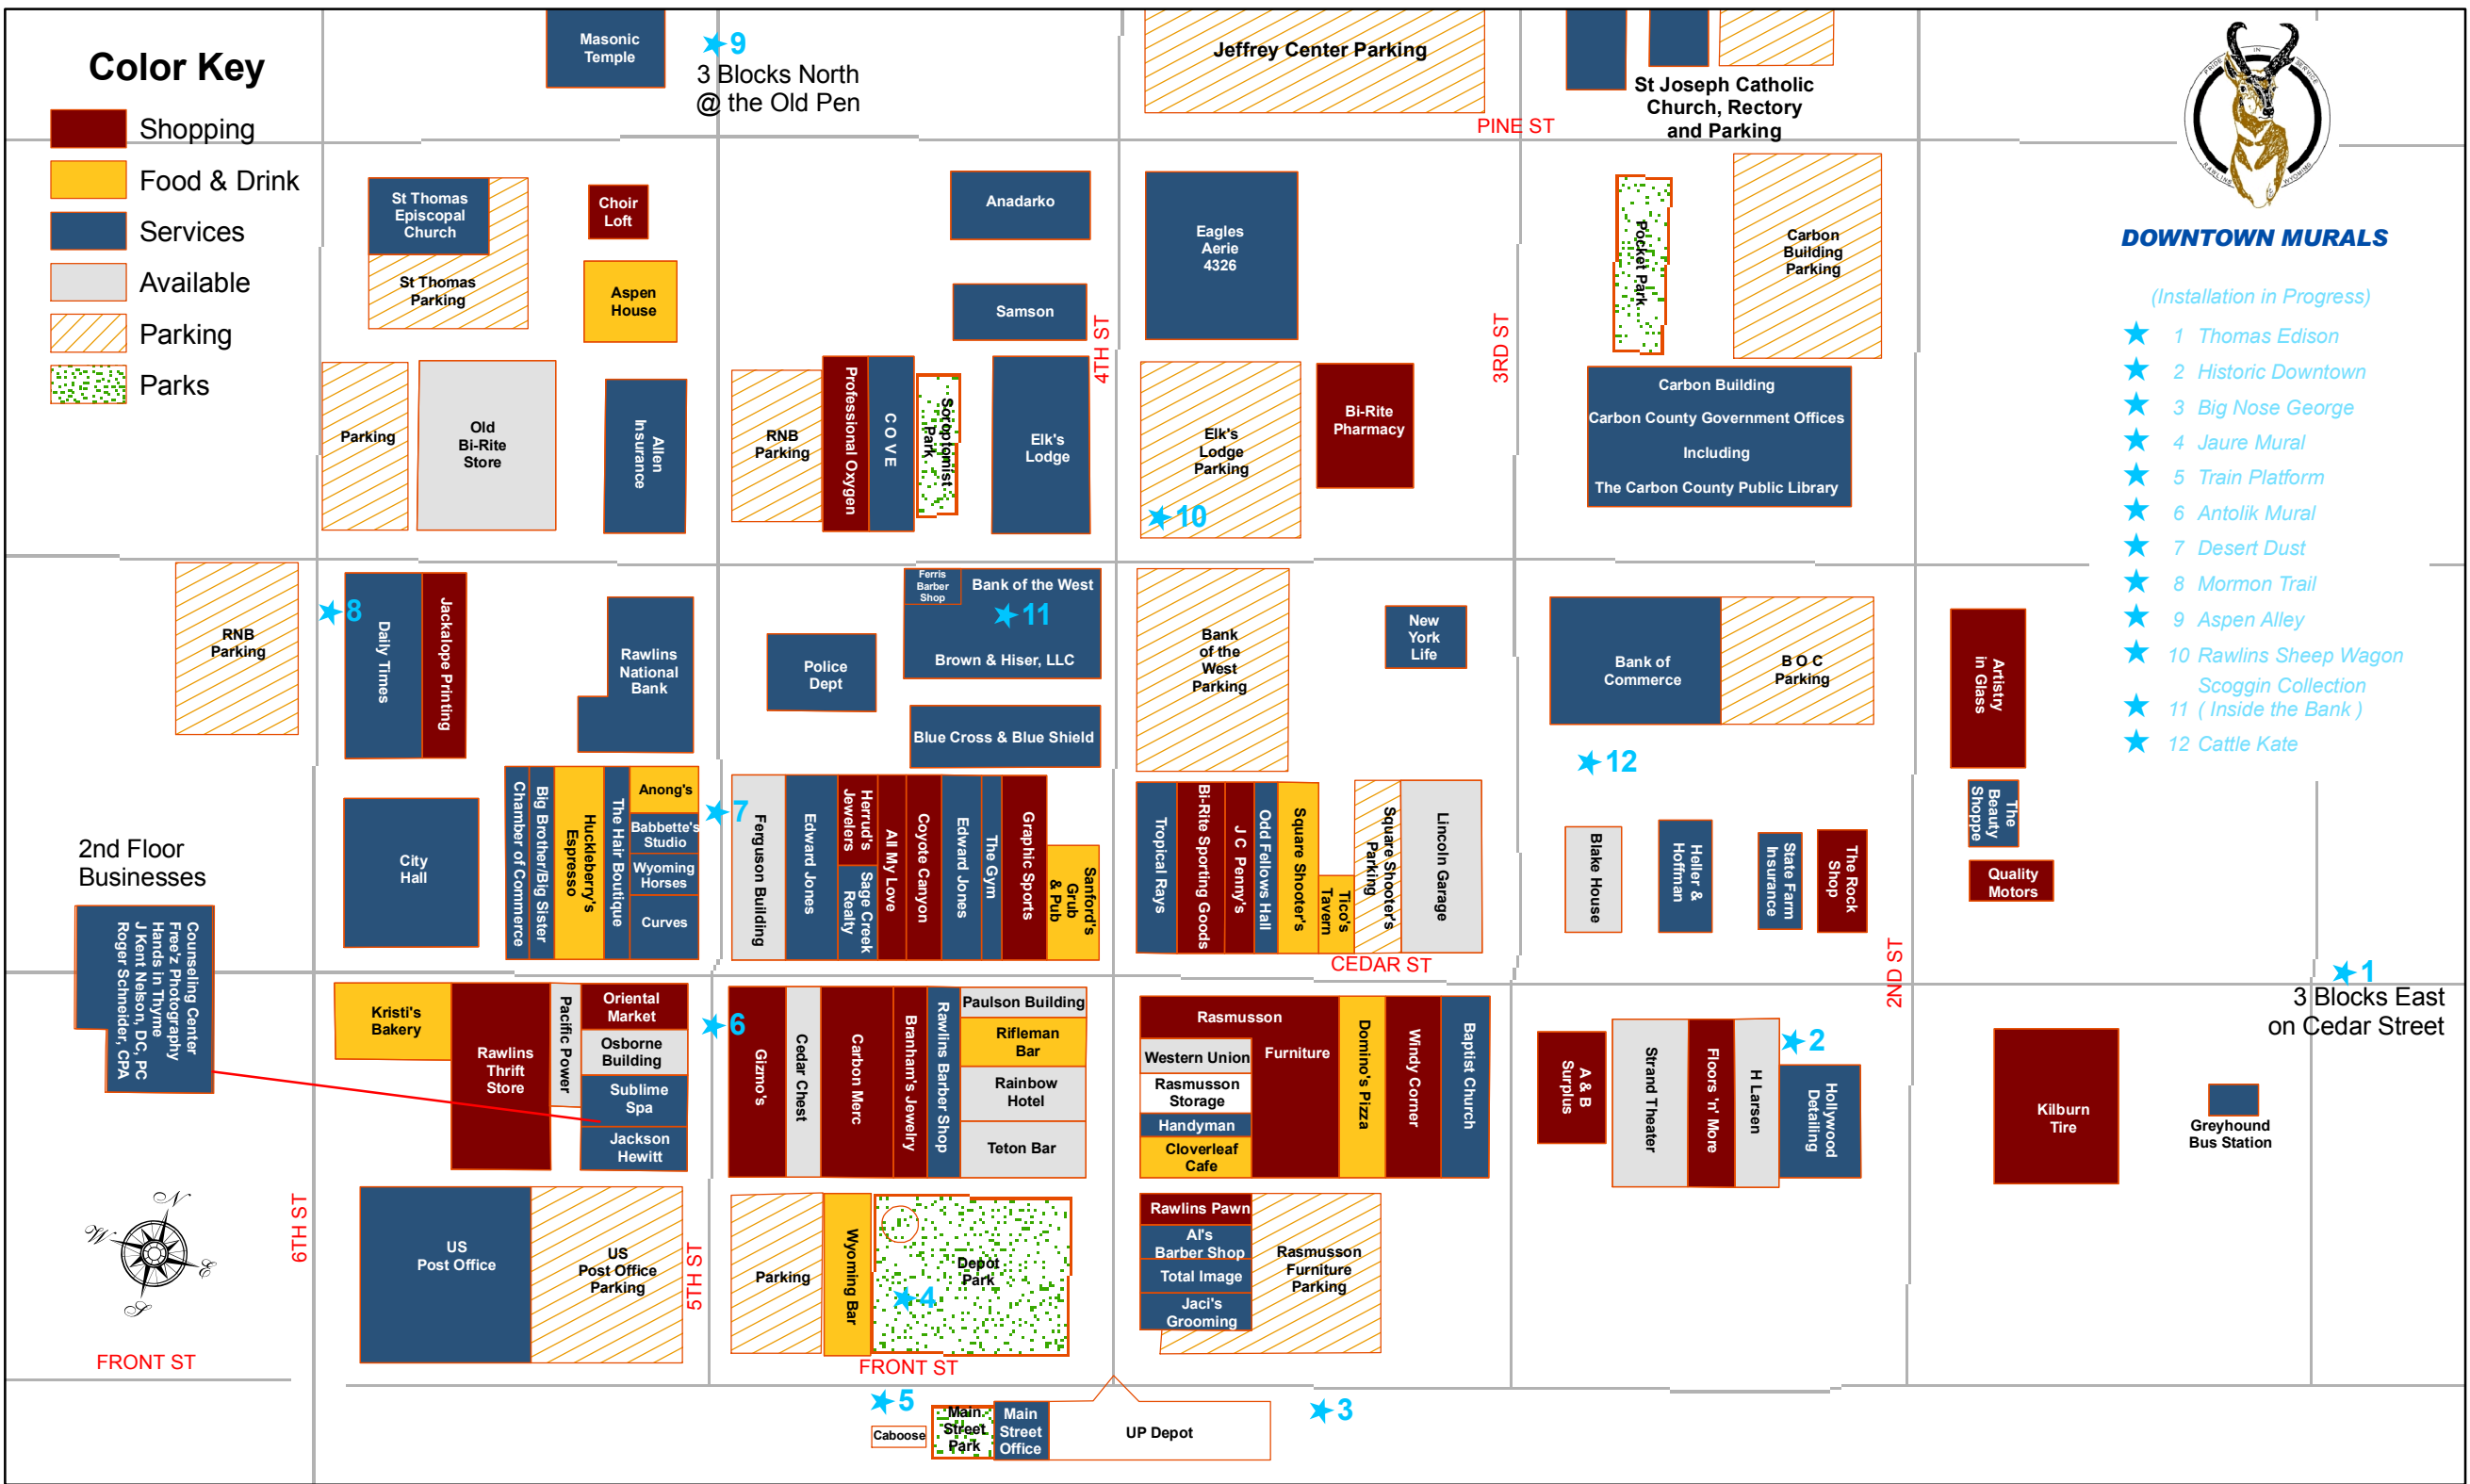 Color Key
Shopping
Food & Drink
Services
Available
Parking
Parks
Masonic
Temple
9
3 Blocks North
@ the Old Pen
Jeffrey Center Parking
St Joseph Catholic
Church, Rectory
and Parking
PINE ST
PRIDE IN SERVICE
RAWLINS WYOMING
DOWNTOWN MURALS
(Installation in Progress)
1 Thomas Edison
2 Historic Downtown
3 Big Nose George
4 Jaure Mural
5 Train Platform
6 Antolik Mural
7 Desert Dust
8 Mormon Trail
9 Aspen Alley
10 Rawlins Sheep Wagon
Scoggin Collection
11 ( Inside the Bank )
12 Cattle Kate
St Thomas
Episcopal
Church
St Thomas
Parking
Choir
Loft
Aspen
House
Anadarko
Samson
4TH ST
Eagles
Aerie
4326
3RD ST
Pocket Park
Carbon
Building
Parking
Parking
Old
Bi-Rite
Store
Allen
Insurance
RNB
Parking
Professional Oxygen
C O V E
Soroptomist
Park
Elk's
Lodge
Elk's
Lodge
Parking
10
Bi-Rite
Pharmacy
Carbon Building
Carbon County Government Offices
Including
The Carbon County Public Library
RNB
Parking
8
Daily Times
Jackalope Printing
Rawlins
National
Bank
Police
Dept
Ferris
Barber
Shop
Bank of the West
11
Brown & Hiser, LLC
Blue Cross & Blue Shield
Bank
of the
West
Parking
New
York
Life
Bank of
Commerce
B O C
Parking
12
Artistry
in Glass
The
Beauty
Shoppe
Quality
Motors
City
Hall
Chamber of Commerce
Big Brother/Big Sister
Huckleberry's
Espresso
The Hair Boutique
Anong's
Babbette's
Studio
Wyoming
Horses
Curves
7
Ferguson Building
Edward Jones
Herrud's
Jewelers
Sage Creek
Realty
All My Love
Coyote Canyon
Edward Jones
The Gym
Graphic Sports
Sanford's
Grub
& Pub
Tropical Rays
Bi-Rite Sporting Goods
J C Penny's
Odd Fellows Hall
Square Shooter's
Tico's
Tavern
Square Shooter's
Parking
Lincoln Garage
CEDAR ST
Blake House
Heller &
Hoffman
State Farm
Insurance
The Rock
Shop
2ND ST
1
3 Blocks East
on Cedar Street
2nd Floor
Businesses
Counseling Center
Free'z Photography
Hands in Thyme
J Kent Nelson, DC, PC
Roger Schneider, CPA
Kristi's
Bakery
Rawlins
Thrift
Store
Pacific Power
Oriental
Market
Osborne
Building
Sublime
Spa
Jackson
Hewitt
6
Gizmo's
Cedar Chest
Carbon Merc
Branham's Jewelry
Rawlins Barber Shop
Paulson Building
Rifleman
Bar
Rainbow
Hotel
Teton Bar
Rasmusson
Furniture
Western Union
Rasmusson
Storage
Handyman
Cloverleaf
Cafe
Domino's Pizza
Windy Corner
Baptist Church
A & B
Surplus
Strand Theater
Floors 'n' More
H Larsen
2
Hollywood
Detailing
Kilburn
Tire
Greyhound
Bus Station
N
W
E
S
6TH ST
FRONT ST
US
Post Office
US
Post Office
Parking
5TH ST
Parking
Wyoming Bar
Depot
Park
4
FRONT ST
Rawlins Pawn
Al's
Barber Shop
Total Image
Jaci's
Grooming
Rasmusson
Furniture
Parking
5
Caboose
Main
Street
Park
Main
Street
Office
UP Depot
3